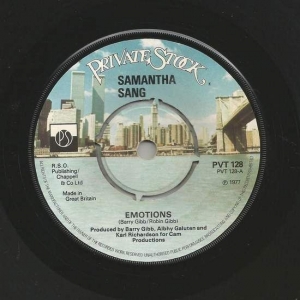 PRIVATE STOCK
SAMANTHA
SANG
PS
R.S.O.
Publishing/
Chappell
& Co Ltd
PVT 128
PVT 128-A
℗ 1977
Made in
Great Britain
EMOTIONS
(Barry Gibb/Robin Gibb)
Produced by Barry Gibb, Albhy Galuten and
Karl Richardson for Cam
Productions